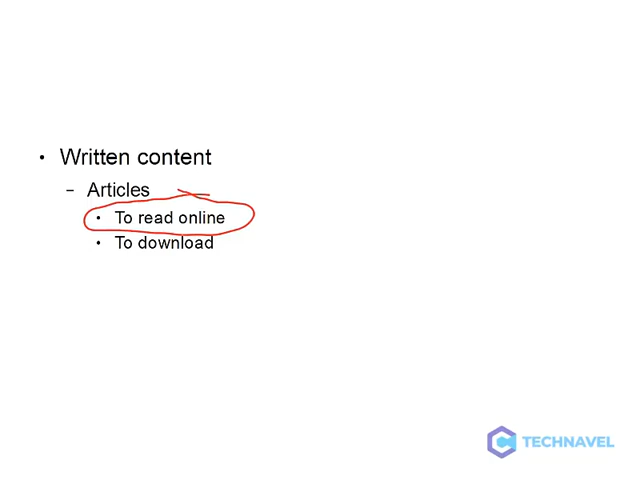 • Written content
– Articles
• To read online
• To download
TECHNAVEL